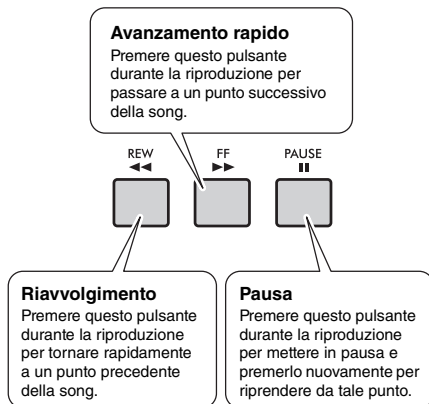 Avanzamento rapido
Premere questo pulsante
durante la riproduzione per
passare a un punto successivo
della song.
REW
FF
PAUSE
Riavvolgimento
Premere questo pulsante
durante la riproduzione
per tornare rapidamente
a un punto precedente
della song.
Pausa
Premere questo pulsante
durante la riproduzione
per mettere in pausa e
premerlo nuovamente per
riprendere da tale punto.